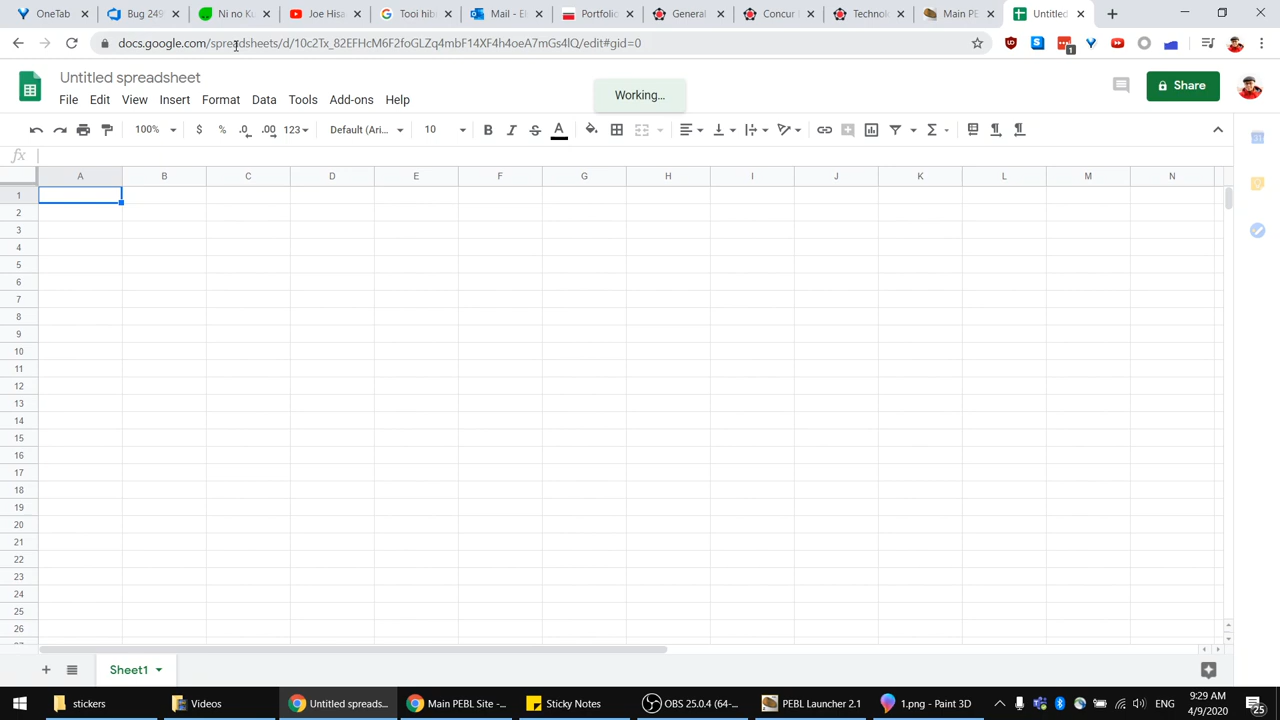 OneTab
Bug 249
Ni no Ku
End Hisa
Tooi hibe
Mail - El
Portfolio
General
Concur E
Technolo
Main PE
Untitled
docs.google.com/spreadsheets/d/
/edit#gid=0
1
Untitled spreadsheet
Working...
Share
File Edit View Insert Format Data Tools Add-ons Help
100% $ % .0 .00 123 Default (Ari... 10 B I S A
fx
A B C D E F G H I J K L M N
1
2
3
4
5
6
7
8
9
10
11
12
13
14
15
16
17
18
19
20
21
22
23
24
25
26
Sheet1
stickers
Videos
Untitled spreads...
Main PEBL Site -...
Sticky Notes
OBS 25.0.4 (64-...
PEBL Launcher 2.1
1.png - Paint 3D
ENG
9:29 AM
4/9/2020
25